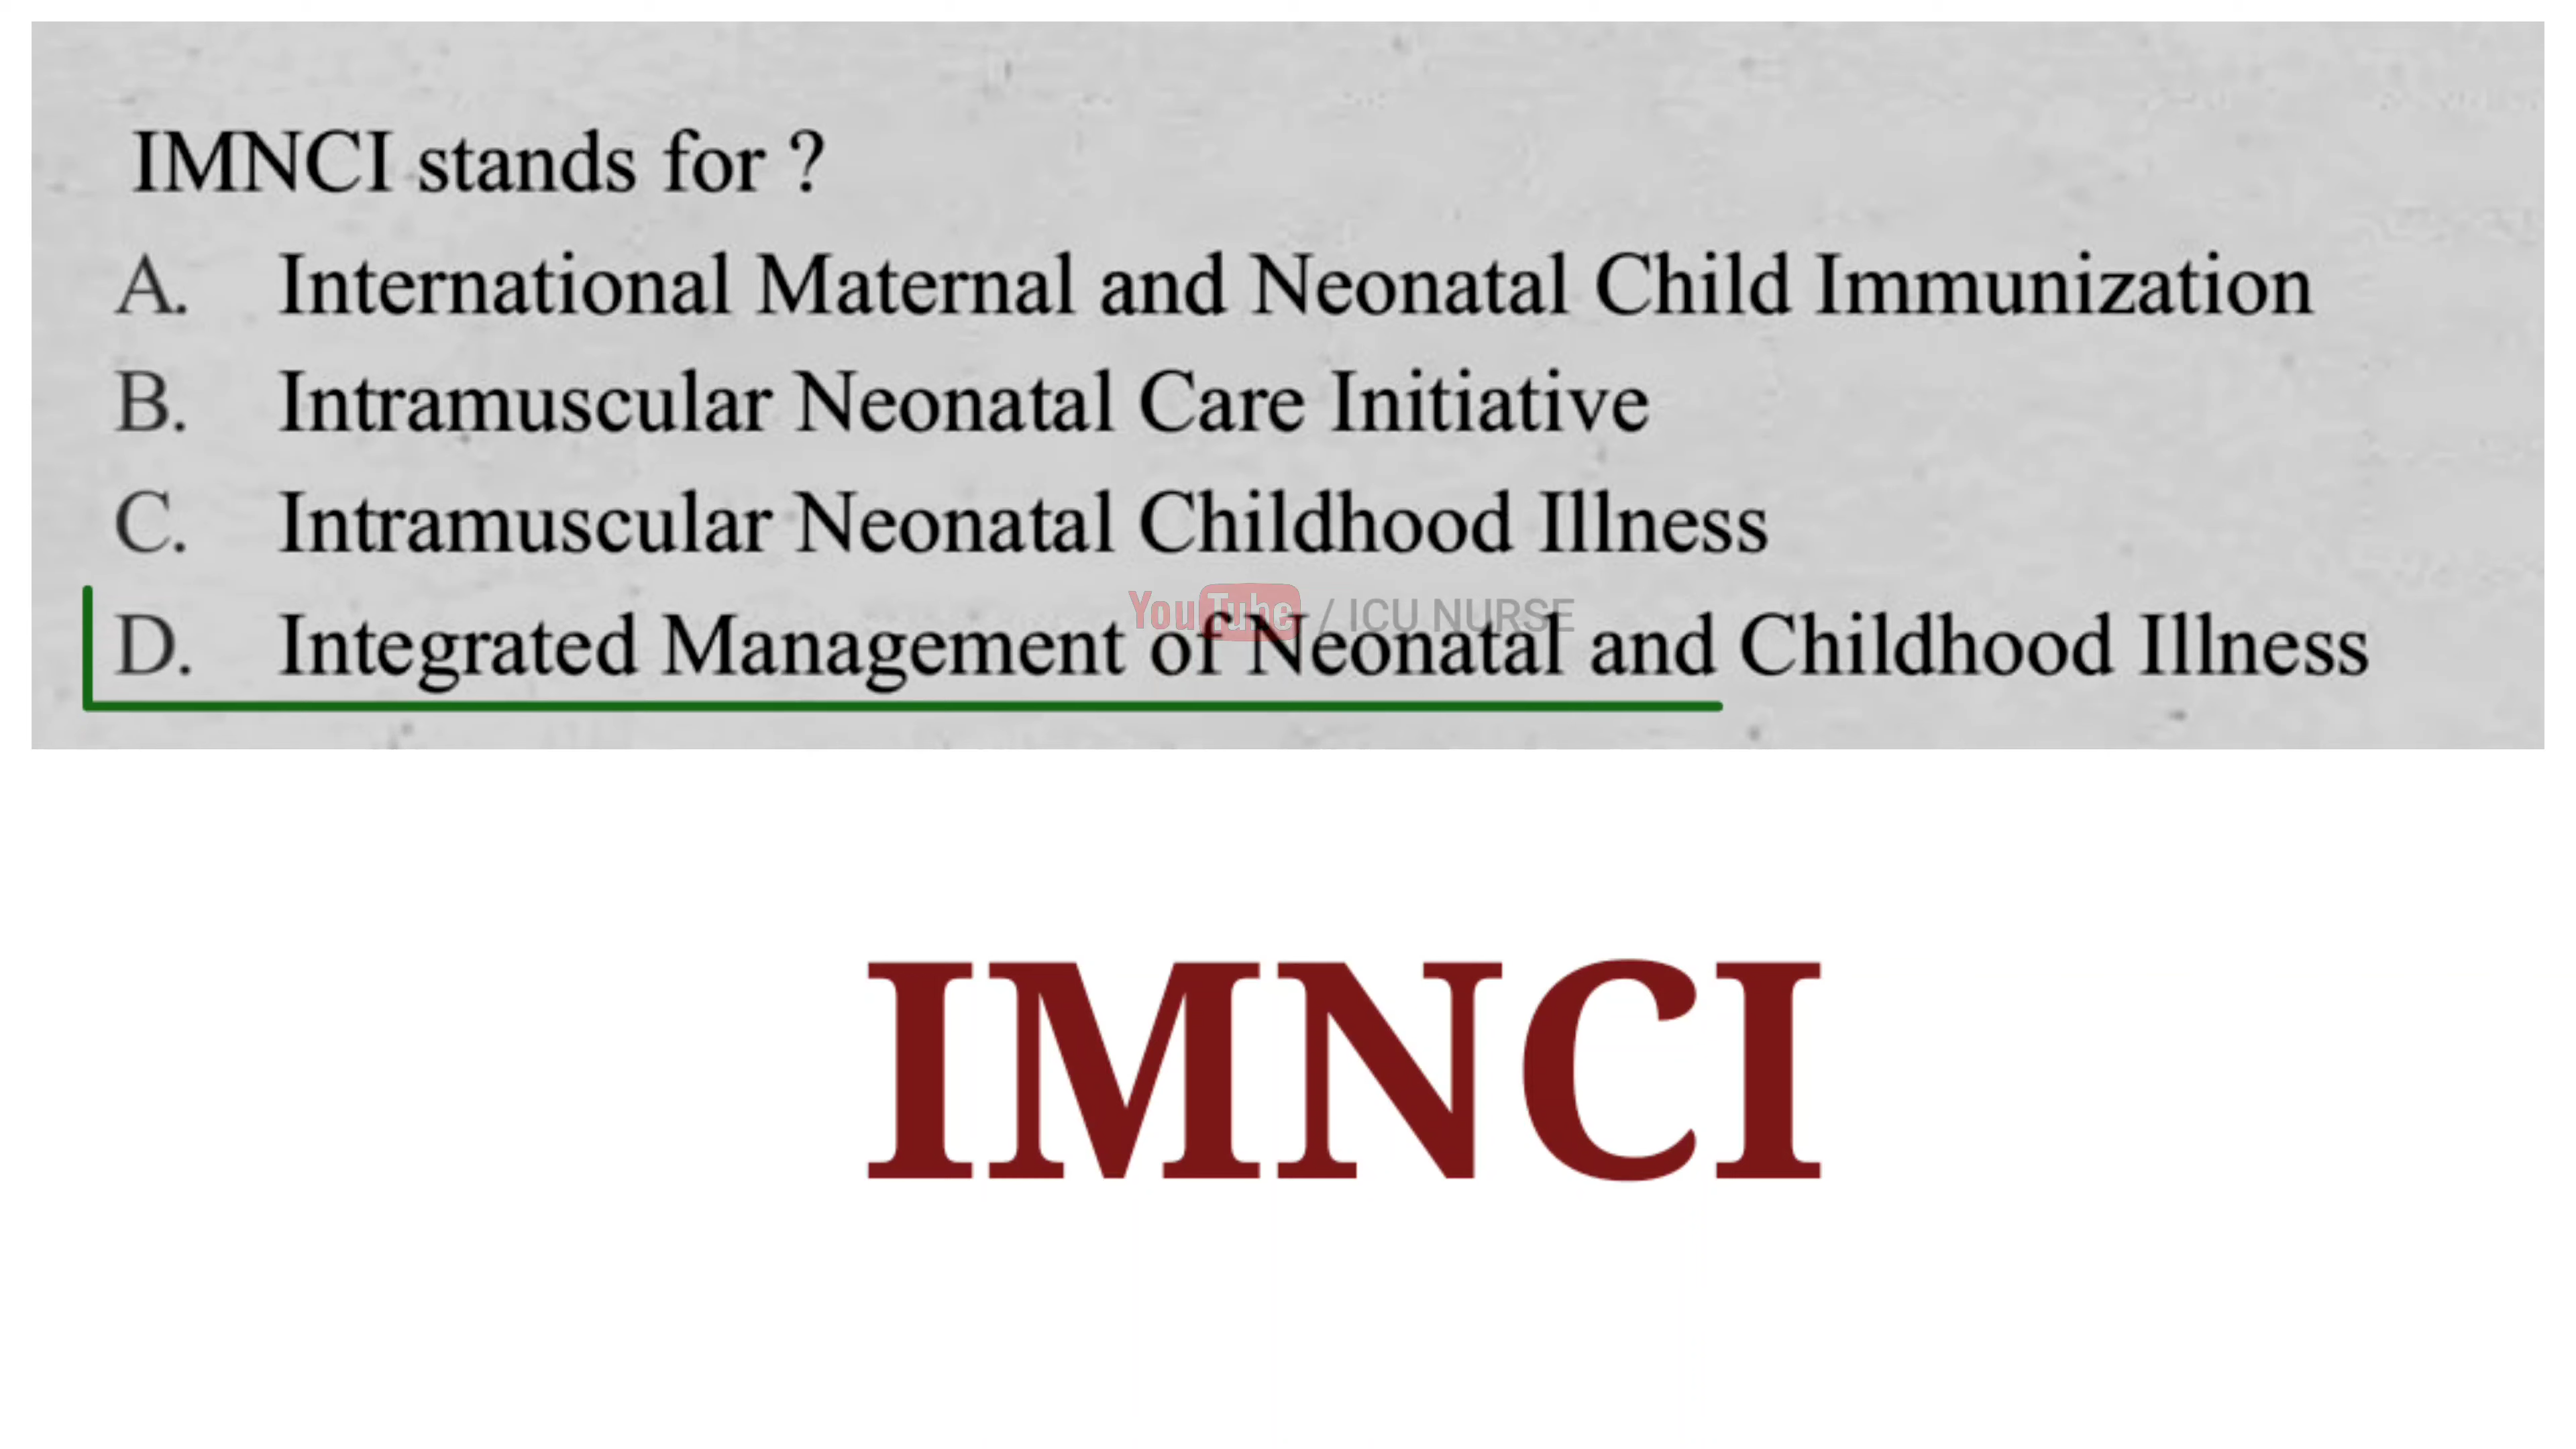 IMNCI stands for ?
A. International Maternal and Neonatal Child Immunization
B. Intramuscular Neonatal Care Initiative
C. Intramuscular Neonatal Childhood Illness
YouTube / ICU NURSE
D. Integrated Management of Neonatal and Childhood Illness
IMNCI